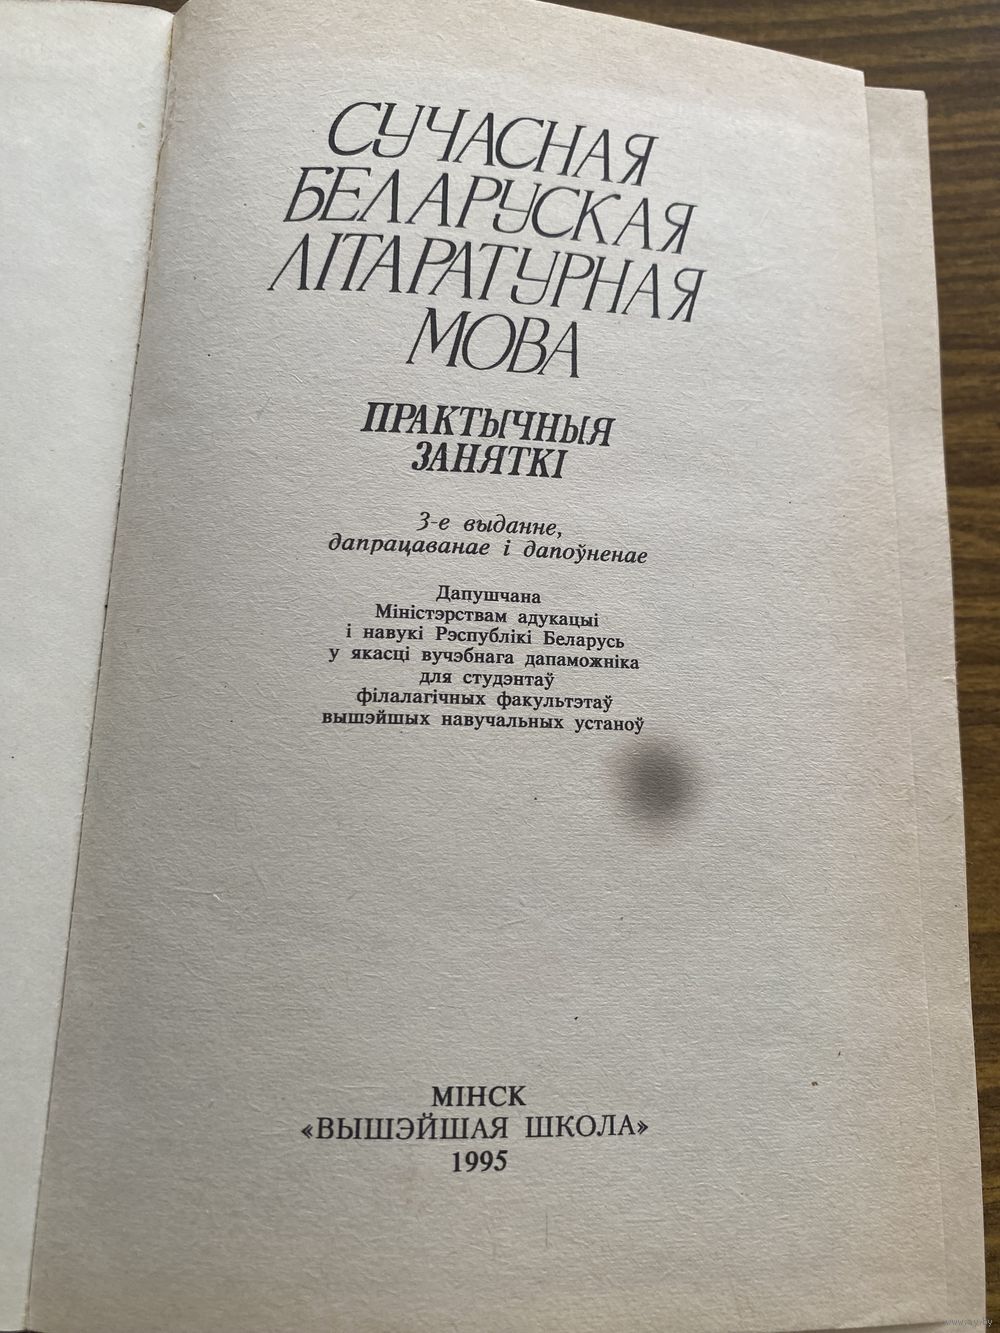 СУЧАСНАЯ
БЕЛАРУСКАЯ
ЛІТАРАТУРНАЯ
МОВА
ПРАКТЫЧНЫЯ
ЗАНЯТКІ
3-е выданне,
дапрацаванае і дапоўненае
Дапушчана
Міністэрствам адукацыі
і навукі Рэспублікі Беларусь
у якасці вучэбнага дапаможніка
для студэнтаў
філалагічных факультэтаў
вышэйшых навучальных устаноў
МІНСК
«ВЫШЭЙШАЯ ШКОЛА»
1995